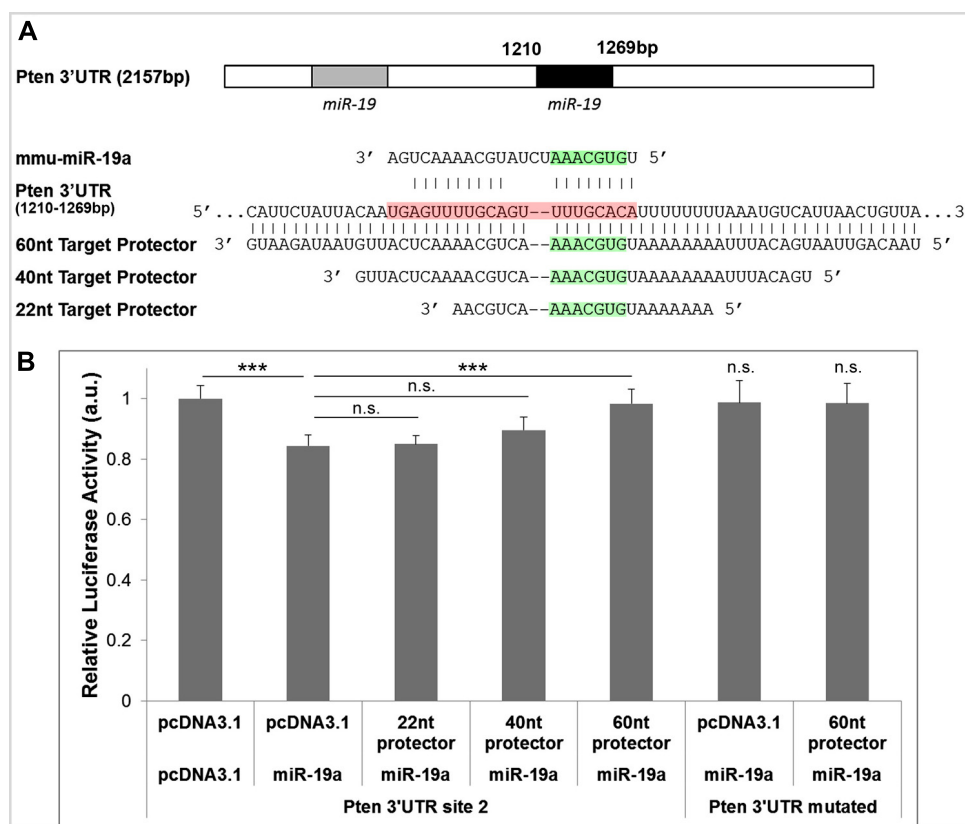 A
1210 1269bp
Pten 3'UTR (2157bp)
miR-19 miR-19
mmu-miR-19a 3' AGUCAAAACGUAUCUAAACGUGU 5'
Pten 3'UTR
(1210-1269bp)
5'...CAUUCUAUUACAAUGAGUUUUGCAGU--UUUGCACAUUUUUUUUAAAUGUCAUUAACUGUUA...3
60nt Target Protector 3' GUAAGAUAAUGUUACUCAAAACGUCA--AAACGUGUAAAAAAAAUUUACAGUAAUUGACAAU 5'
40nt Target Protector 3' GUUACUCAAAACGUCA--AAACGUGUAAAAAAAAUUUACAGU 5'
22nt Target Protector 3' AACGUCA--AAACGUGUAAAAAAA 5'
B
Relative Luciferase Activity (a.u.)
1
0.8
0.6
0.4
0.2
0
*** *** n.s. n.s.
n.s.
n.s.
pcDNA3.1 pcDNA3.1 22nt protector 40nt protector 60nt protector pcDNA3.1 60nt protector
pcDNA3.1 miR-19a miR-19a miR-19a miR-19a miR-19a miR-19a
Pten 3'UTR site 2 Pten 3'UTR mutated